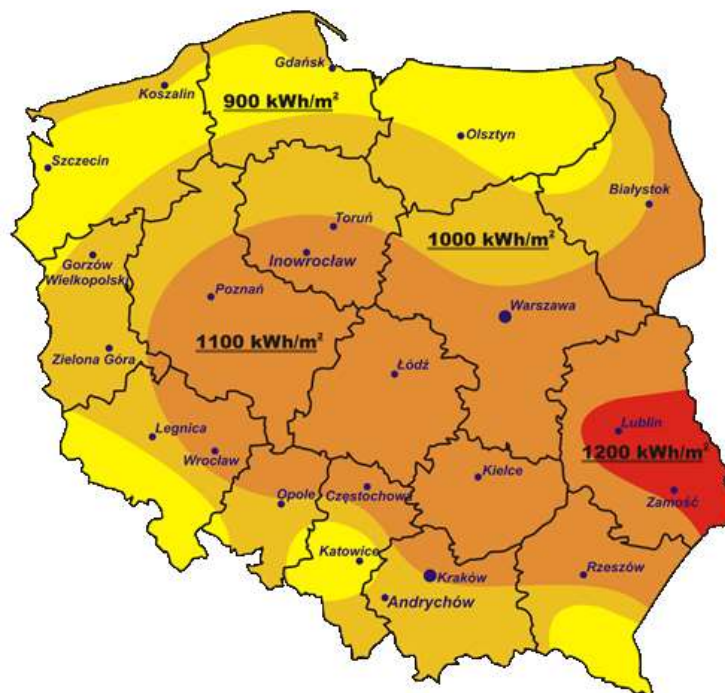 Gdańsk
Koszalin
900 kWh/m²
Olsztyn
Szczecin
Białystok
Toruń
1000 kWh/m²
Gorzów
Wielkopolski
Inowrocław
Poznań
Warszawa
1100 kWh/m²
Zielona Góra
Łódź
Legnica
Lublin
Wrocław
1200 kWh/m²
Kielce
Opole
Częstochowa
Zamość
Katowice
Kraków
Rzeszów
Andrychów